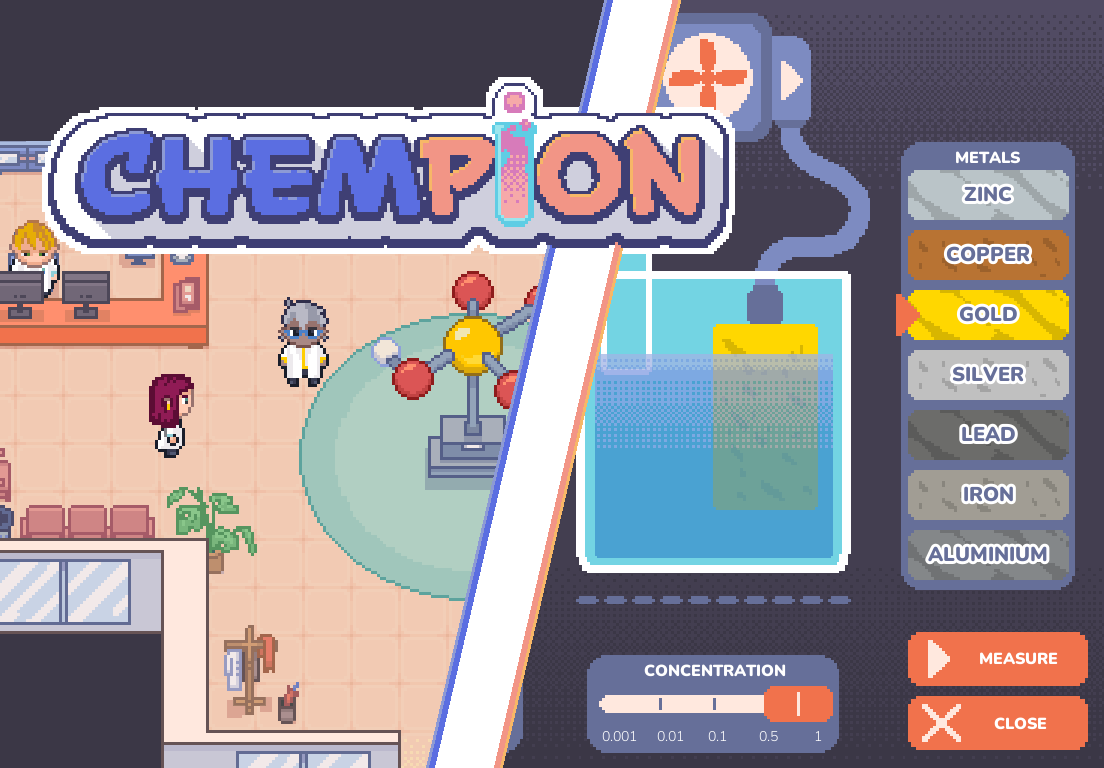 CHEMPION
METALS
ZINC
COPPER
GOLD
SILVER
LEAD
IRON
ALUMINIUM
CONCENTRATION
0.001 0.01 0.1 0.5 1
MEASURE
CLOSE